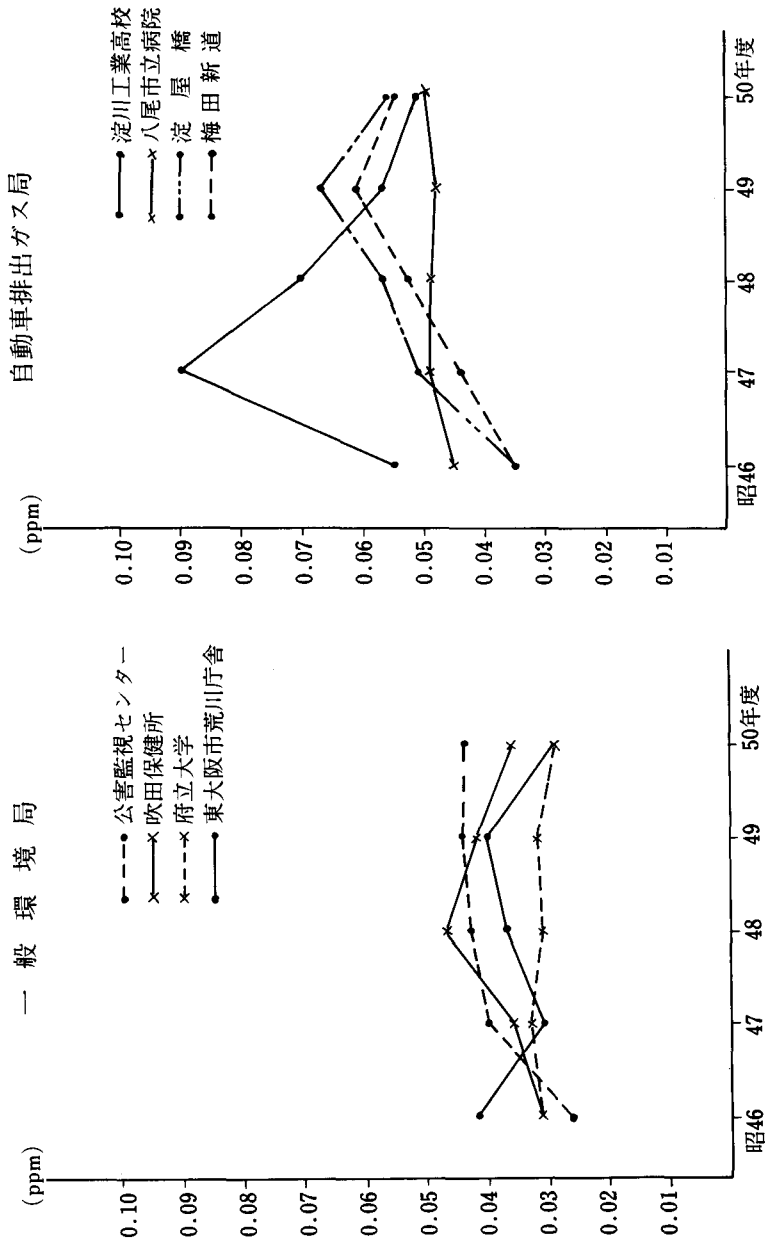 一般環境局
(ppm)
0.10
0.09
0.08
0.07
0.06
0.05
0.04
0.03
0.02
0.01
公害監視センター
吹田保健所
府立大学
東大阪市荒川庁舎
昭46
47
48
49
50年度
自動車排出ガス局
(ppm)
0.10
0.09
0.08
0.07
0.06
0.05
0.04
0.03
0.02
0.01
淀川工業高校
八尾市立病院
淀屋橋
梅田新道
昭46
47
48
49
50年度